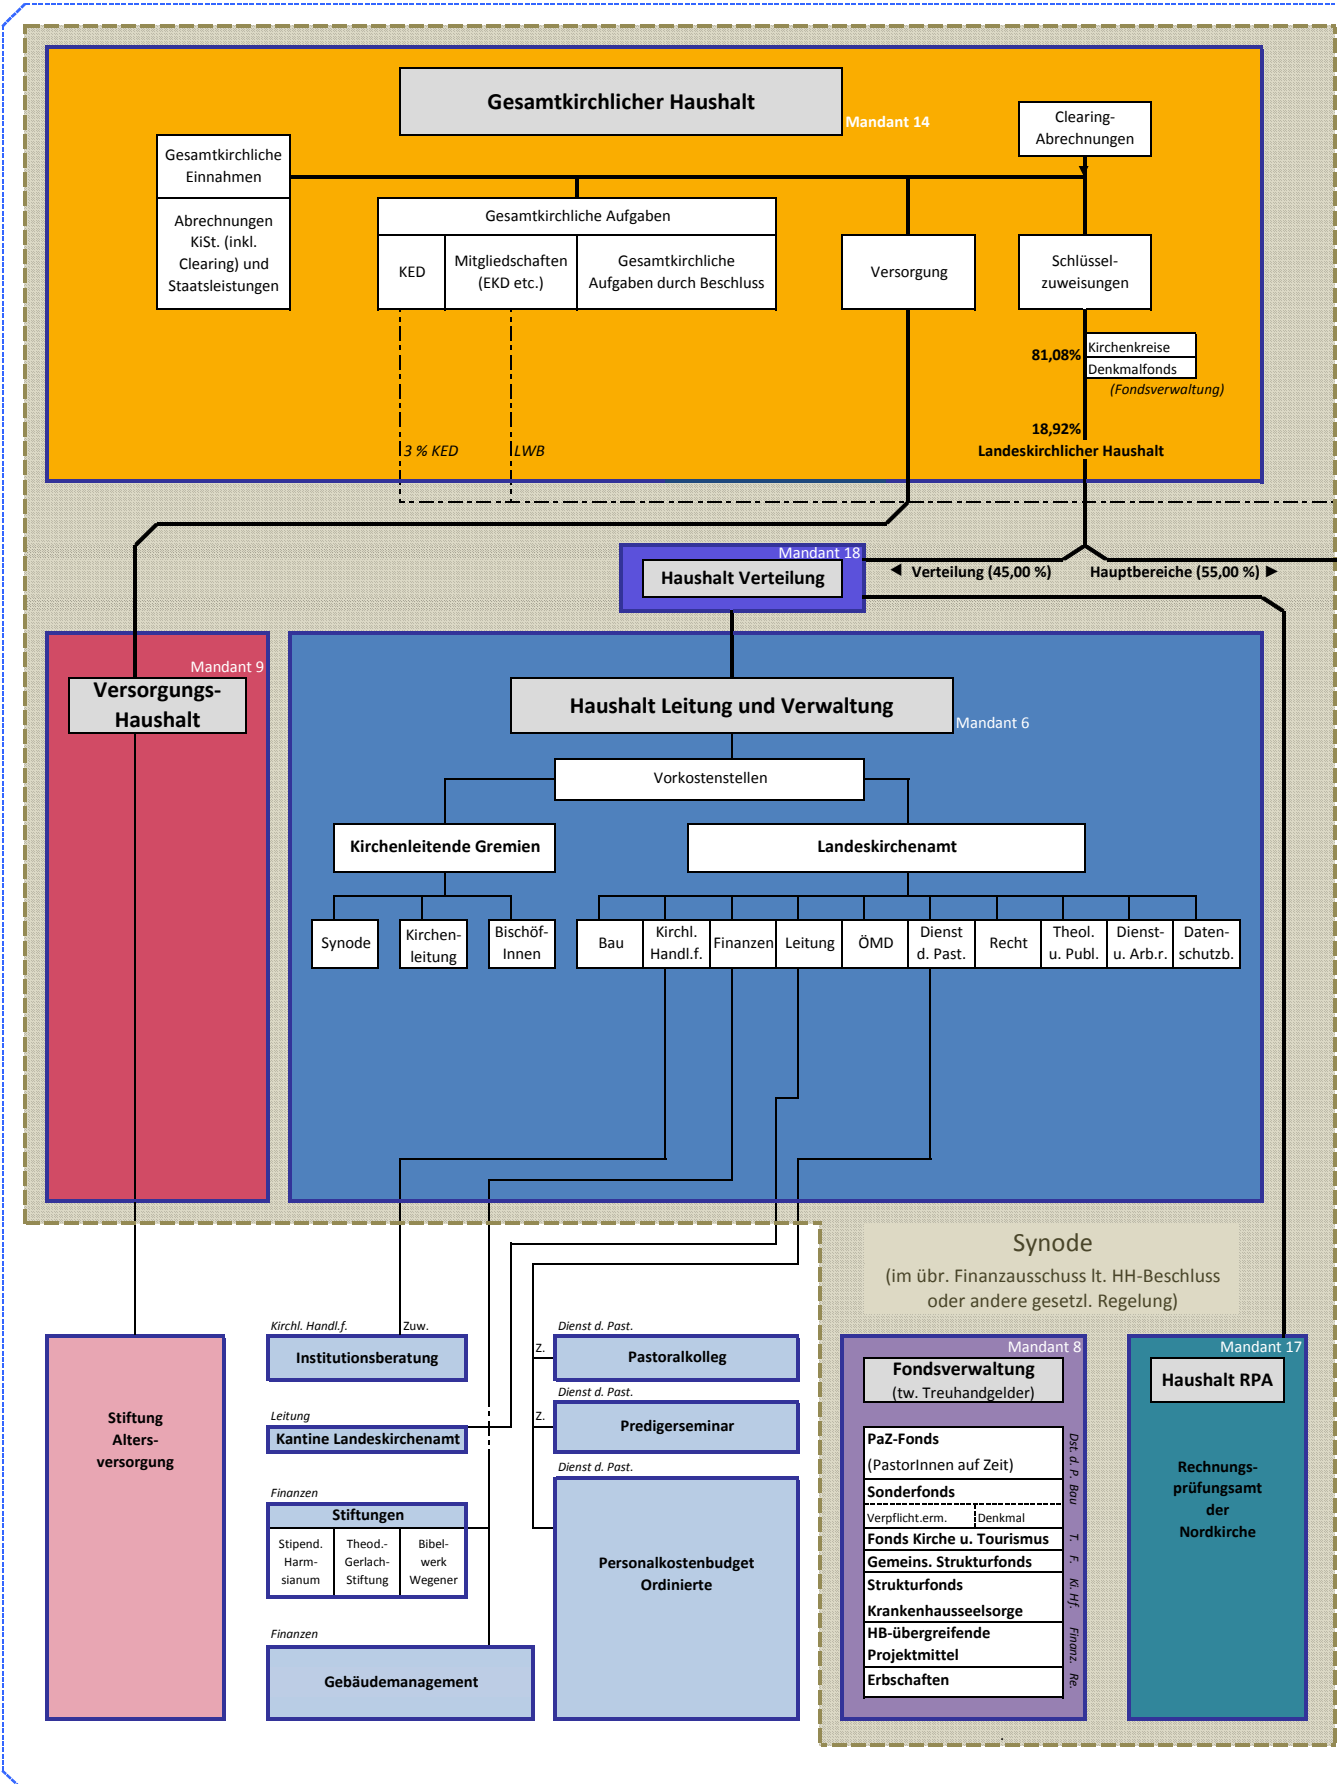 Gesamtkirchlicher Haushalt
Mandant 14
Clearing-
Abrechnungen
Gesamtkirchliche
Einnahmen
Abrechnungen
KiSt. (inkl.
Clearing) und
Staatsleistungen
Gesamtkirchliche Aufgaben
KED
Mitgliedschaften
(EKD etc.)
Gesamtkirchliche
Aufgaben durch Beschluss
Versorgung
Schlüssel-
zuweisungen
81,08%
Kirchenkreise
Denkmalfonds
(Fondsverwaltung)
18,92%
Landeskirchlicher Haushalt
3 % KED
LWB
Mandant 18
Haushalt Verteilung
◄ Verteilung (45,00 %)
Hauptbereiche (55,00 %) ►
Mandant 9
Versorgungs-
Haushalt
Haushalt Leitung und Verwaltung
Mandant 6
Vorkostenstellen
Kirchenleitende Gremien
Landeskirchenamt
Synode
Kirchen-
leitung
Bischöf-
Innen
Bau
Kirchl.
Handl.f.
Finanzen
Leitung
ÖMD
Dienst
d. Past.
Recht
Theol.
u. Publ.
Dienst-
u. Arb.r.
Daten-
schutzb.
Synode
(im übr. Finanzausschuss lt. HH-Beschluss
oder andere gesetzl. Regelung)
Stiftung
Alters-
versorgung
Kirchl. Handl.f.
Zuw.
Institutionsberatung
Leitung
Kantine Landeskirchenamt
Finanzen
Stiftungen
Stipend.
Harm-
sianum
Theod.-
Gerlach-
Stiftung
Bibel-
werk
Wegener
Finanzen
Gebäudemanagement
Dienst d. Past.
Z.
Pastoralkolleg
Dienst d. Past.
Z.
Predigerseminar
Dienst d. Past.
Personalkostenbudget
Ordinierte
Mandant 8
Fondsverwaltung
(tw. Treuhandgelder)
PaZ-Fonds
(PastorInnen auf Zeit)
Dst. d. P.
Sonderfonds
Bau
Verpflicht.erm.
Denkmal
Fonds Kirche u. Tourismus
T.
Gemeins. Strukturfonds
F.
Strukturfonds
Krankenhausseelsorge
Ki. Hf.
HB-übergreifende
Projektmittel
Finanz.
Erbschaften
Re.
Mandant 17
Haushalt RPA
Rechnungs-
prüfungsamt
der
Nordkirche